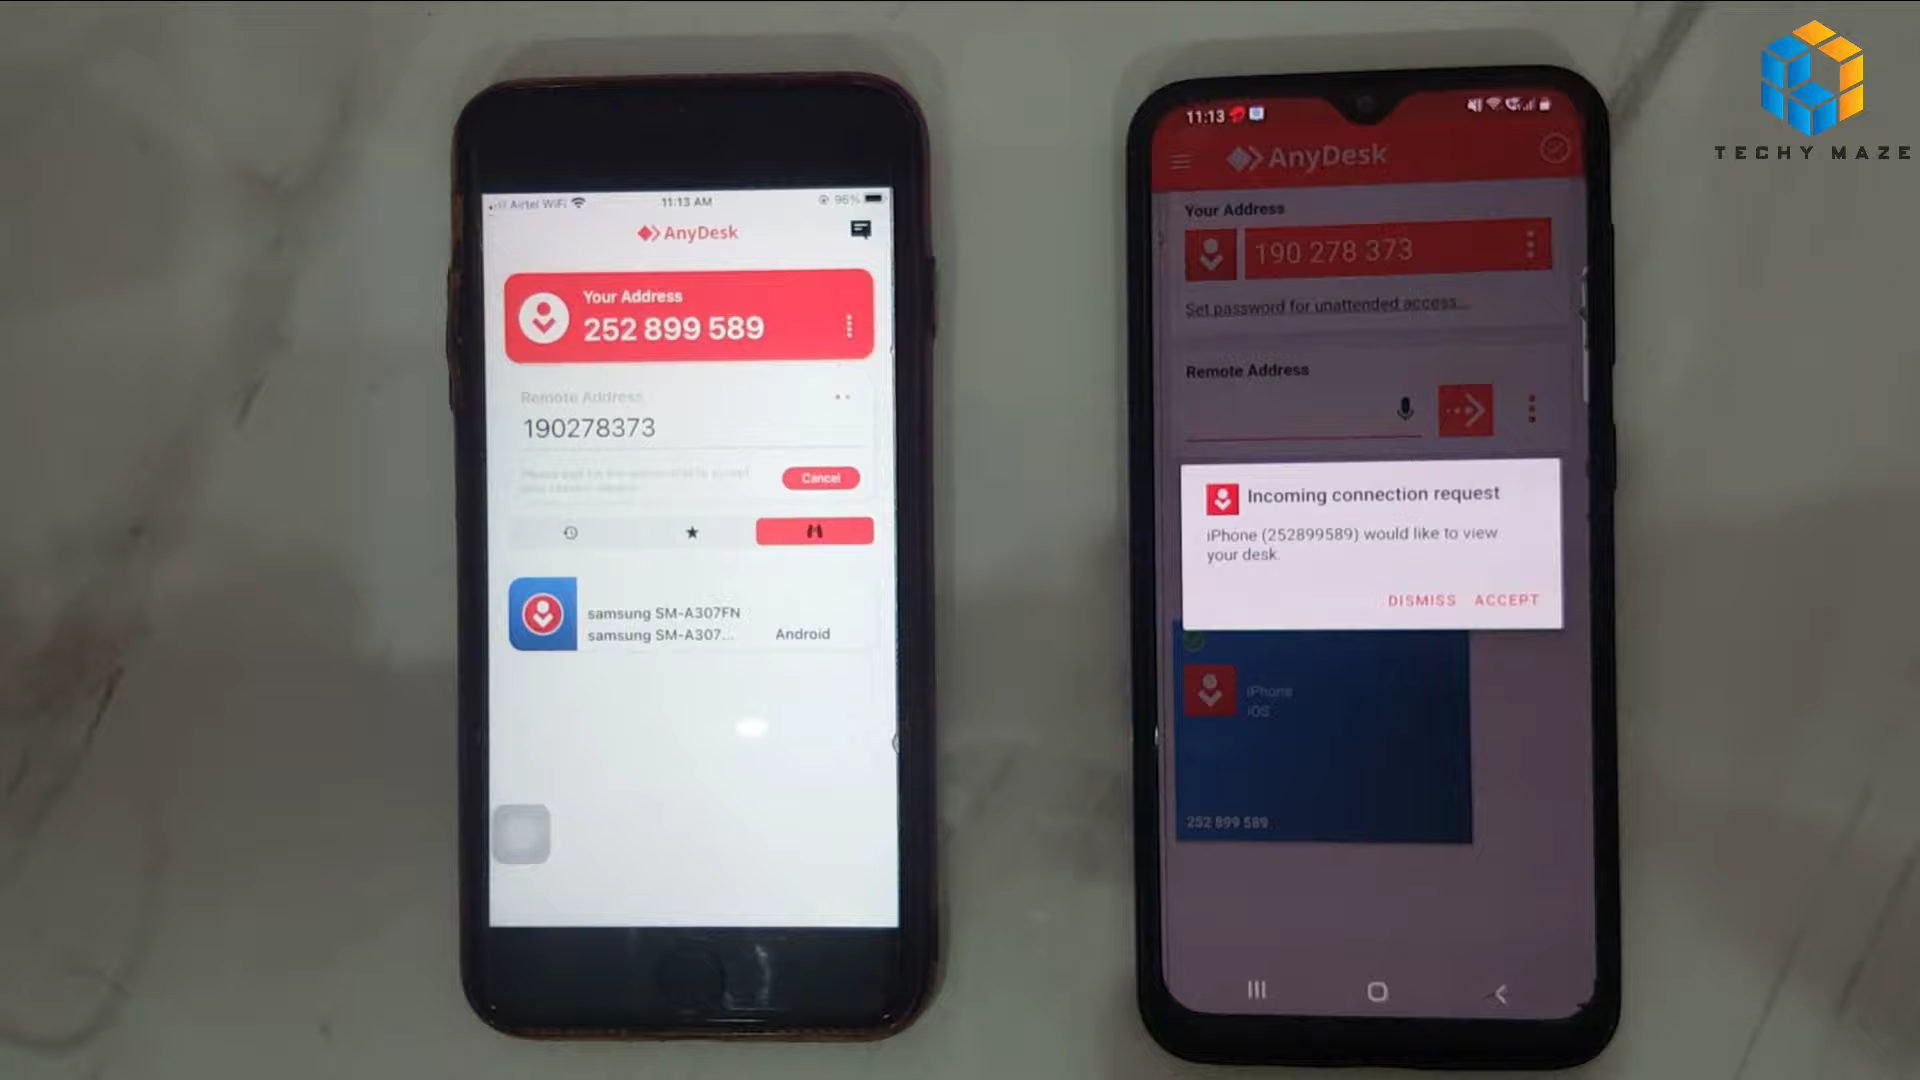 TECHY MAZE
Airtel WiFi
11:13 AM
96%
AnyDesk
Your Address
252 899 589
Remote Address
190278373
Cancel
samsung SM-A307FN
samsung SM-A307...
Android
11:13
AnyDesk
Your Address
190 278 373
Set password for unattended access...
Remote Address
Incoming connection request
iPhone (252899589) would like to view
your desk.
DISMISS ACCEPT
iPhone
iOS
252 899 589